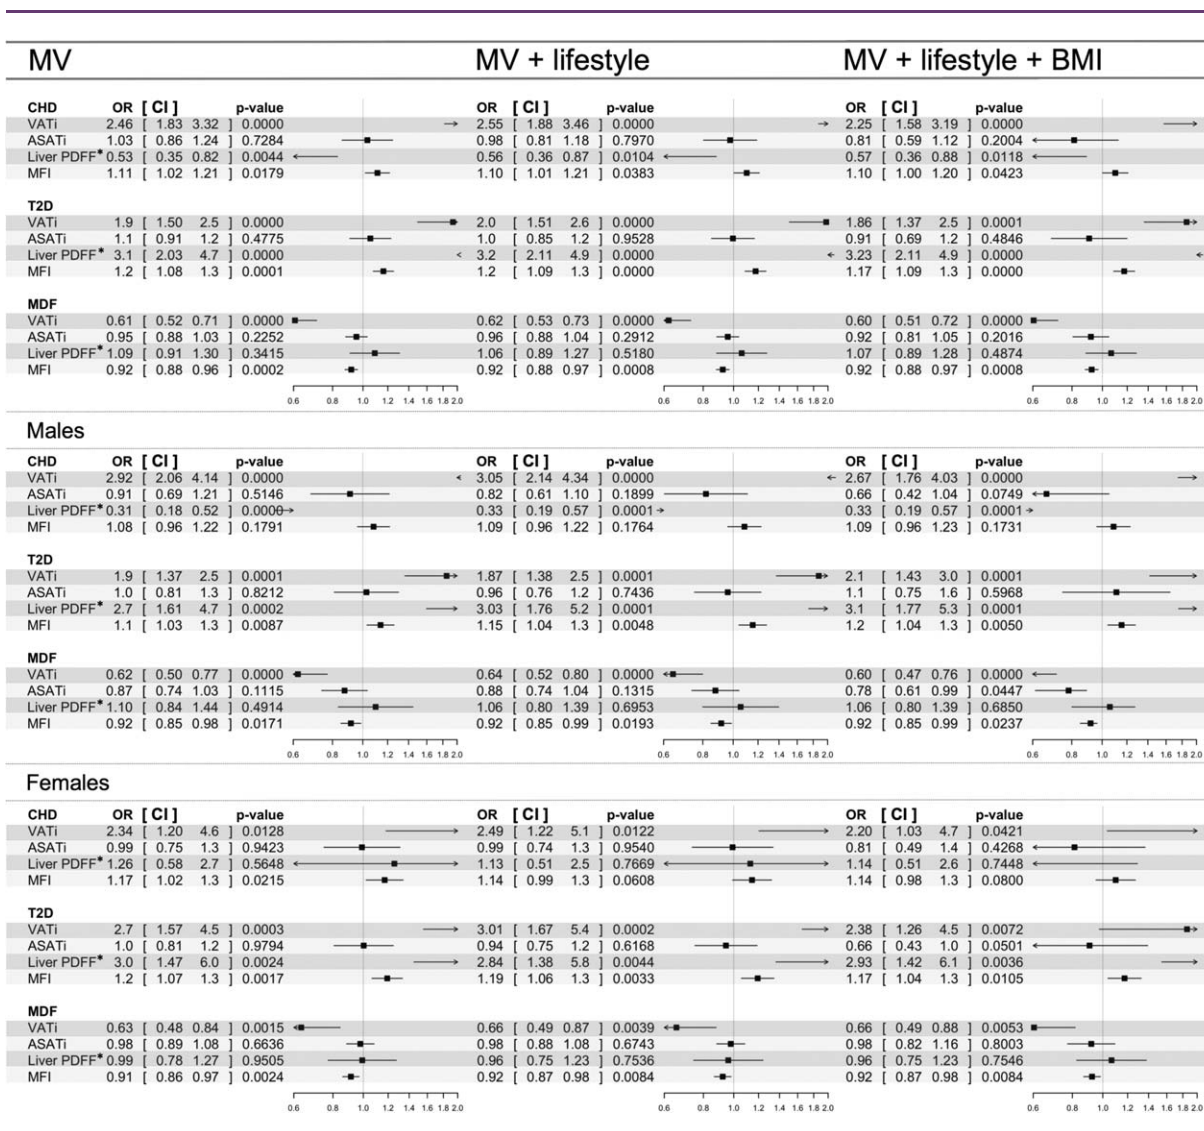 MV MV + lifestyle MV + lifestyle + BMI
CHD OR [ CI ] p-value OR [ CI ] p-value OR [ CI ] p-value
VATi 2.46 [ 1.83 3.32 ] 0.0000 2.55 [ 1.88 3.46 ] 0.0000 2.25 [ 1.58 3.19 ] 0.0000
ASATi 1.03 [ 0.86 1.24 ] 0.7284 0.98 [ 0.81 1.18 ] 0.7970 0.81 [ 0.59 1.12 ] 0.2004
Liver PDFF* 0.53 [ 0.35 0.82 ] 0.0044 0.56 [ 0.36 0.87 ] 0.0104 0.57 [ 0.36 0.88 ] 0.0118
MFI 1.11 [ 1.02 1.21 ] 0.0179 1.10 [ 1.01 1.21 ] 0.0383 1.10 [ 1.00 1.20 ] 0.0423
T2D
VATi 1.9 [ 1.50 2.5 ] 0.0000 2.0 [ 1.51 2.6 ] 0.0000 1.86 [ 1.37 2.5 ] 0.0001
ASATi 1.1 [ 0.91 1.2 ] 0.4775 1.0 [ 0.85 1.2 ] 0.9528 0.91 [ 0.69 1.2 ] 0.4846
Liver PDFF* 3.1 [ 2.03 4.7 ] 0.0000 3.2 [ 2.11 4.9 ] 0.0000 3.23 [ 2.11 4.9 ] 0.0000
MFI 1.2 [ 1.08 1.3 ] 0.0001 1.2 [ 1.09 1.3 ] 0.0000 1.17 [ 1.09 1.3 ] 0.0000
MDF
VATi 0.61 [ 0.52 0.71 ] 0.0000 0.62 [ 0.53 0.73 ] 0.0000 0.60 [ 0.51 0.72 ] 0.0000
ASATi 0.95 [ 0.88 1.03 ] 0.2252 0.96 [ 0.88 1.04 ] 0.2912 0.92 [ 0.81 1.05 ] 0.2016
Liver PDFF* 1.09 [ 0.91 1.30 ] 0.3415 1.06 [ 0.89 1.27 ] 0.5180 1.07 [ 0.89 1.28 ] 0.4874
MFI 0.92 [ 0.88 0.96 ] 0.0002 0.92 [ 0.88 0.97 ] 0.0008 0.92 [ 0.88 0.97 ] 0.0008
0.6 0.8 1.0 1.2 1.4 1.6 1.8 2.0 0.6 0.8 1.0 1.2 1.4 1.6 1.8 2.0 0.6 0.8 1.0 1.2 1.4 1.6 1.8 2.0
Males
CHD OR [ CI ] p-value OR [ CI ] p-value OR [ CI ] p-value
VATi 2.92 [ 2.06 4.14 ] 0.0000 3.05 [ 2.14 4.34 ] 0.0000 2.67 [ 1.76 4.03 ] 0.0000
ASATi 0.91 [ 0.69 1.21 ] 0.5146 0.82 [ 0.61 1.10 ] 0.1899 0.66 [ 0.42 1.04 ] 0.0749
Liver PDFF* 0.31 [ 0.18 0.52 ] 0.0000 0.33 [ 0.19 0.57 ] 0.0001 0.33 [ 0.19 0.57 ] 0.0001
MFI 1.08 [ 0.96 1.22 ] 0.1791 1.09 [ 0.96 1.22 ] 0.1764 1.09 [ 0.96 1.23 ] 0.1731
T2D
VATi 1.9 [ 1.37 2.5 ] 0.0001 1.87 [ 1.38 2.5 ] 0.0001 2.1 [ 1.43 3.0 ] 0.0001
ASATi 1.0 [ 0.81 1.3 ] 0.8212 0.96 [ 0.76 1.2 ] 0.7436 1.1 [ 0.75 1.6 ] 0.5968
Liver PDFF* 2.7 [ 1.61 4.7 ] 0.0002 3.03 [ 1.76 5.2 ] 0.0001 3.1 [ 1.77 5.3 ] 0.0001
MFI 1.1 [ 1.03 1.3 ] 0.0087 1.15 [ 1.04 1.3 ] 0.0048 1.2 [ 1.04 1.3 ] 0.0050
MDF
VATi 0.62 [ 0.50 0.77 ] 0.0000 0.64 [ 0.52 0.80 ] 0.0000 0.60 [ 0.47 0.76 ] 0.0000
ASATi 0.87 [ 0.74 1.03 ] 0.1115 0.88 [ 0.74 1.04 ] 0.1315 0.78 [ 0.61 0.99 ] 0.0447
Liver PDFF* 1.10 [ 0.84 1.44 ] 0.4914 1.06 [ 0.80 1.39 ] 0.6953 1.06 [ 0.80 1.39 ] 0.6850
MFI 0.92 [ 0.85 0.98 ] 0.0171 0.92 [ 0.85 0.99 ] 0.0193 0.92 [ 0.85 0.99 ] 0.0237
0.6 0.8 1.0 1.2 1.4 1.6 1.8 2.0 0.6 0.8 1.0 1.2 1.4 1.6 1.8 2.0 0.6 0.8 1.0 1.2 1.4 1.6 1.8 2.0
Females
CHD OR [ CI ] p-value OR [ CI ] p-value OR [ CI ] p-value
VATi 2.34 [ 1.20 4.6 ] 0.0128 2.49 [ 1.22 5.1 ] 0.0122 2.20 [ 1.03 4.7 ] 0.0421
ASATi 0.99 [ 0.75 1.3 ] 0.9423 0.99 [ 0.74 1.3 ] 0.9540 0.81 [ 0.49 1.4 ] 0.4268
Liver PDFF* 1.26 [ 0.58 2.7 ] 0.5648 1.13 [ 0.51 2.5 ] 0.7669 1.14 [ 0.51 2.6 ] 0.7448
MFI 1.17 [ 1.02 1.3 ] 0.0215 1.14 [ 0.99 1.3 ] 0.0608 1.14 [ 0.98 1.3 ] 0.0800
T2D
VATi 2.7 [ 1.57 4.5 ] 0.0003 3.01 [ 1.67 5.4 ] 0.0002 2.38 [ 1.26 4.5 ] 0.0072
ASATi 1.0 [ 0.81 1.2 ] 0.9794 0.94 [ 0.75 1.2 ] 0.6168 0.66 [ 0.43 1.0 ] 0.0501
Liver PDFF* 3.0 [ 1.47 6.0 ] 0.0024 2.84 [ 1.38 5.8 ] 0.0044 2.93 [ 1.42 6.1 ] 0.0036
MFI 1.2 [ 1.07 1.3 ] 0.0017 1.19 [ 1.06 1.3 ] 0.0033 1.17 [ 1.04 1.3 ] 0.0105
MDF
VATi 0.63 [ 0.48 0.84 ] 0.0015 0.66 [ 0.49 0.87 ] 0.0039 0.66 [ 0.49 0.88 ] 0.0053
ASATi 0.98 [ 0.89 1.08 ] 0.6636 0.98 [ 0.88 1.08 ] 0.6743 0.98 [ 0.82 1.16 ] 0.8003
Liver PDFF* 0.99 [ 0.78 1.27 ] 0.9505 0.96 [ 0.75 1.23 ] 0.7536 0.96 [ 0.75 1.23 ] 0.7546
MFI 0.91 [ 0.86 0.97 ] 0.0024 0.92 [ 0.87 0.98 ] 0.0084 0.92 [ 0.87 0.98 ] 0.0084
0.6 0.8 1.0 1.2 1.4 1.6 1.8 2.0 0.6 0.8 1.0 1.2 1.4 1.6 1.8 2.0 0.6 0.8 1.0 1.2 1.4 1.6 1.8 2.0